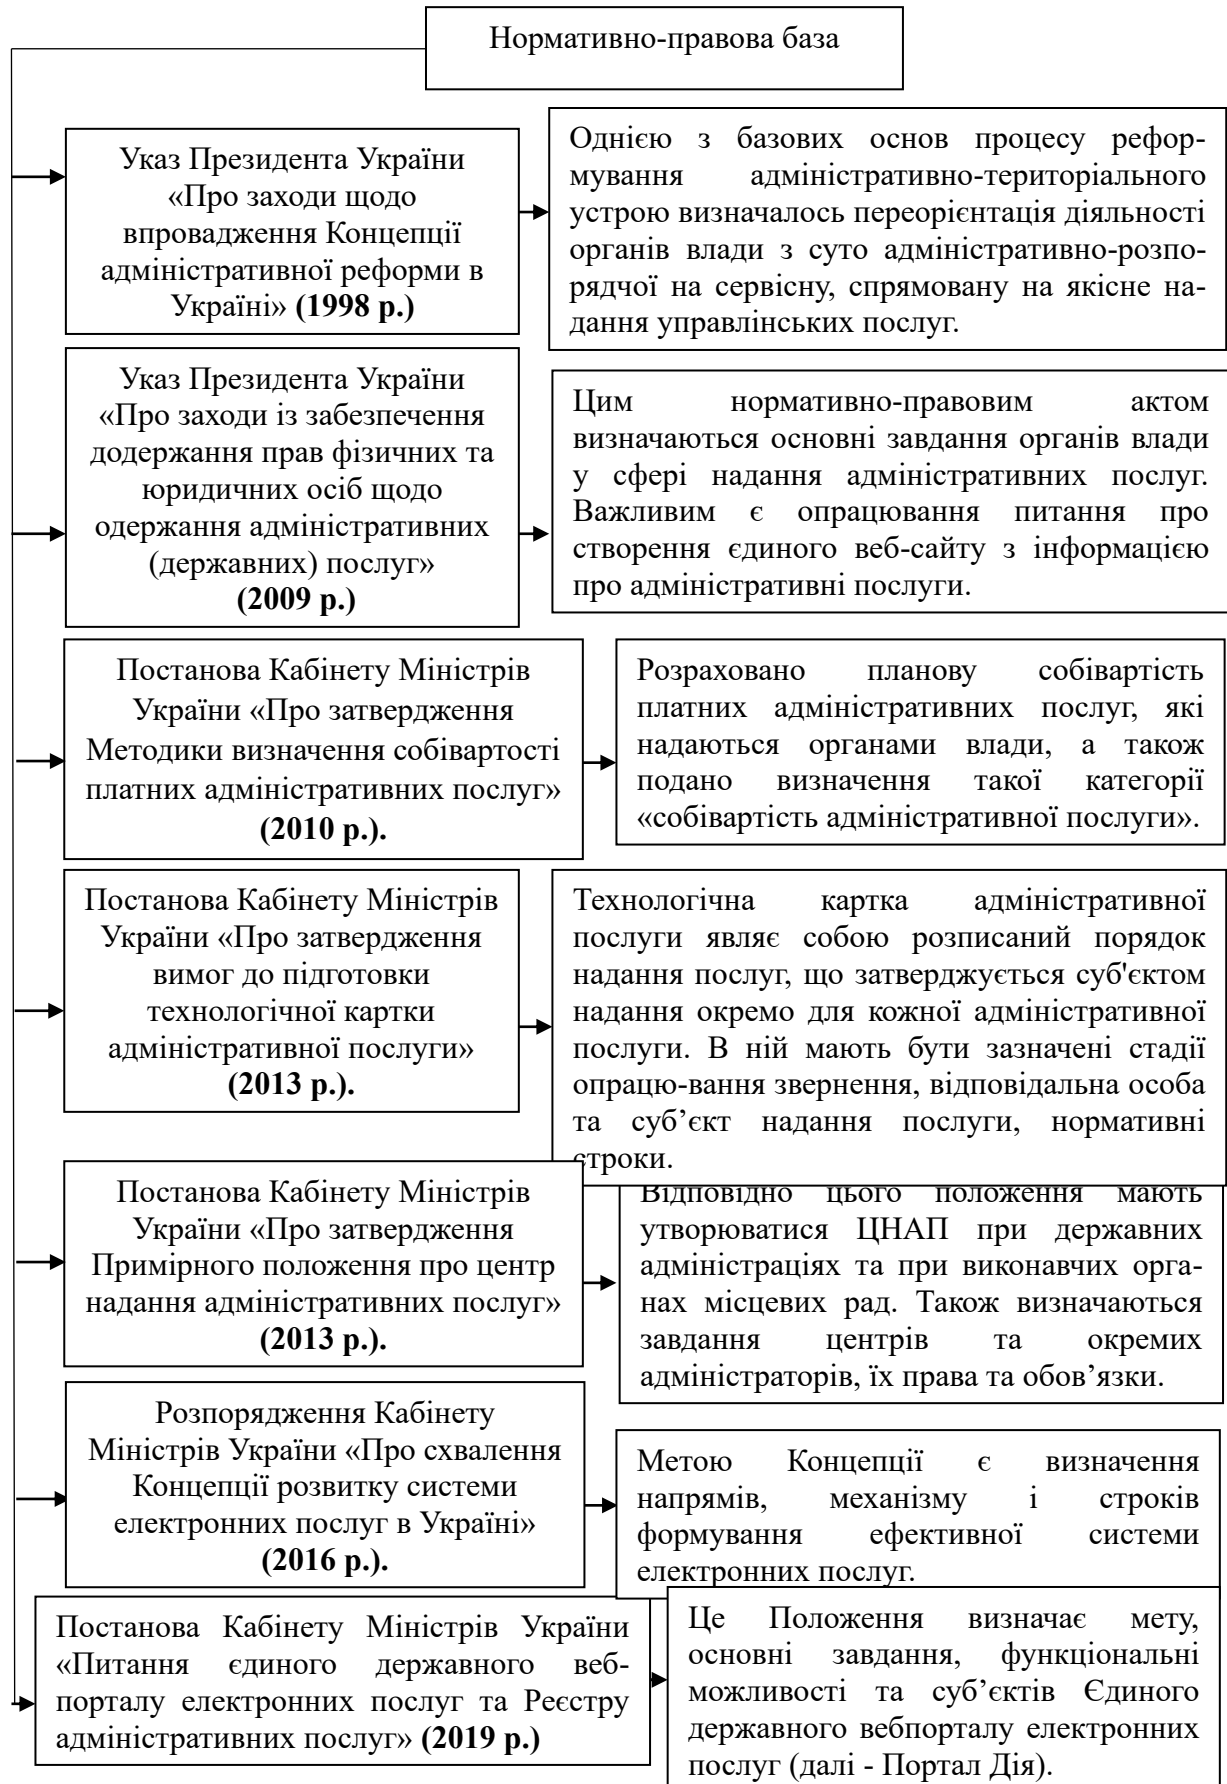 Нормативно-правова база
Указ Президента України
«Про заходи щодо
впровадження Концепції
адміністративної реформи в
Україні» (1998 р.)
Однією з базових основ процесу рефор-
мування адміністративно-територіального
устрою визначалось переорієнтація діяльності
органів влади з суто адміністративно-розпо-
рядчої на сервісну, спрямовану на якісне на-
дання управлінських послуг.
Указ Президента України
«Про заходи із забезпечення
додержання прав фізичних та
юридичних осіб щодо
одержання адміністративних
(державних) послуг»
(2009 р.)
Цим нормативно-правовим актом
визначаються основні завдання органів влади
у сфері надання адміністративних послуг.
Важливим є опрацювання питання про
створення єдиного веб-сайту з інформацією
про адміністративні послуги.
Постанова Кабінету Міністрів
України «Про затвердження
Методики визначення собівартості
платних адміністративних послуг»
(2010 р.).
Розраховано планову собівартість
платних адміністративних послуг, які
надаються органами влади, а також
подано визначення такої категорії
«собівартість адміністративної послуги».
Постанова Кабінету Міністрів
України «Про затвердження
вимог до підготовки
технологічної картки
адміністративної послуги»
(2013 р.).
Технологічна картка адміністративної
послуги являє собою розписаний порядок
надання послуг, що затверджується суб'єктом
надання окремо для кожної адміністративної
послуги. В ній мають бути зазначені стадії
опрацю-вання звернення, відповідальна особа
та суб’єкт надання послуги, нормативні
строки.
Постанова Кабінету Міністрів
України «Про затвердження
Примірного положення про центр
надання адміністративних послуг»
(2013 р.).
Відповідно цього положення мають
утворюватися ЦНАП при державних
адміністраціях та при виконавчих орга-
нах місцевих рад. Також визначаються
завдання центрів та окремих
адміністраторів, їх права та обов’язки.
Розпорядження Кабінету
Міністрів України «Про схвалення
Концепції розвитку системи
електронних послуг в Україні»
(2016 р.).
Метою Концепції є визначення
напрямів, механізму і строків
формування ефективної системи
електронних послуг.
Постанова Кабінету Міністрів України
«Питання єдиного державного веб-
порталу електронних послуг та Реєстру
адміністративних послуг» (2019 р.)
Це Положення визначає мету,
основні завдання, функціональні
можливості та суб’єктів Єдиного
державного вебпорталу електронних
послуг (далі - Портал Дія).